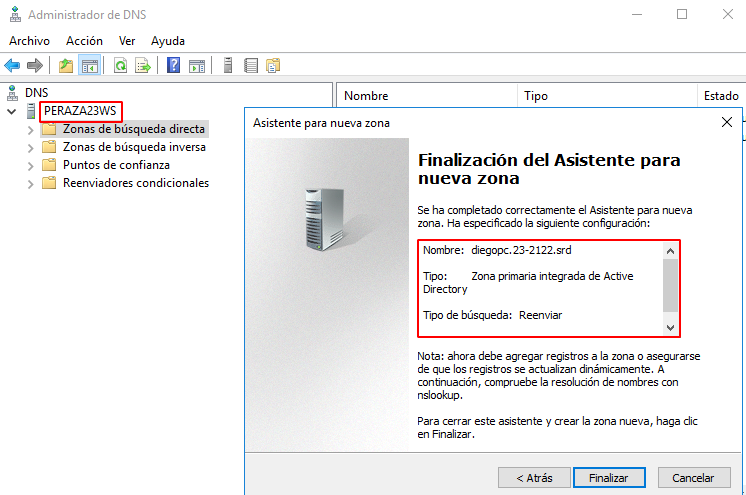 Administrador de DNS
Archivo Acción Ver Ayuda
DNS
PERAZA23WS
Zonas de búsqueda directa
Zonas de búsqueda inversa
Puntos de confianza
Reenviadores condicionales
Nombre Tipo Estado
Asistente para nueva zona
Finalización del Asistente para
nueva zona
Se ha completado correctamente el Asistente para nueva
zona. Ha especificado la siguiente configuración:
Nombre: diegopc.23-2122.srd
Tipo: Zona primaria integrada de Active
Directory
Tipo de búsqueda: Reenviar
Nota: ahora debe agregar registros a la zona o asegurarse
de que los registros se actualizan dinámicamente. A
continuación, compruebe la resolución de nombres con
nslookup.
Para cerrar este asistente y crear la zona nueva, haga clic
en Finalizar.
< Atrás Finalizar Cancelar